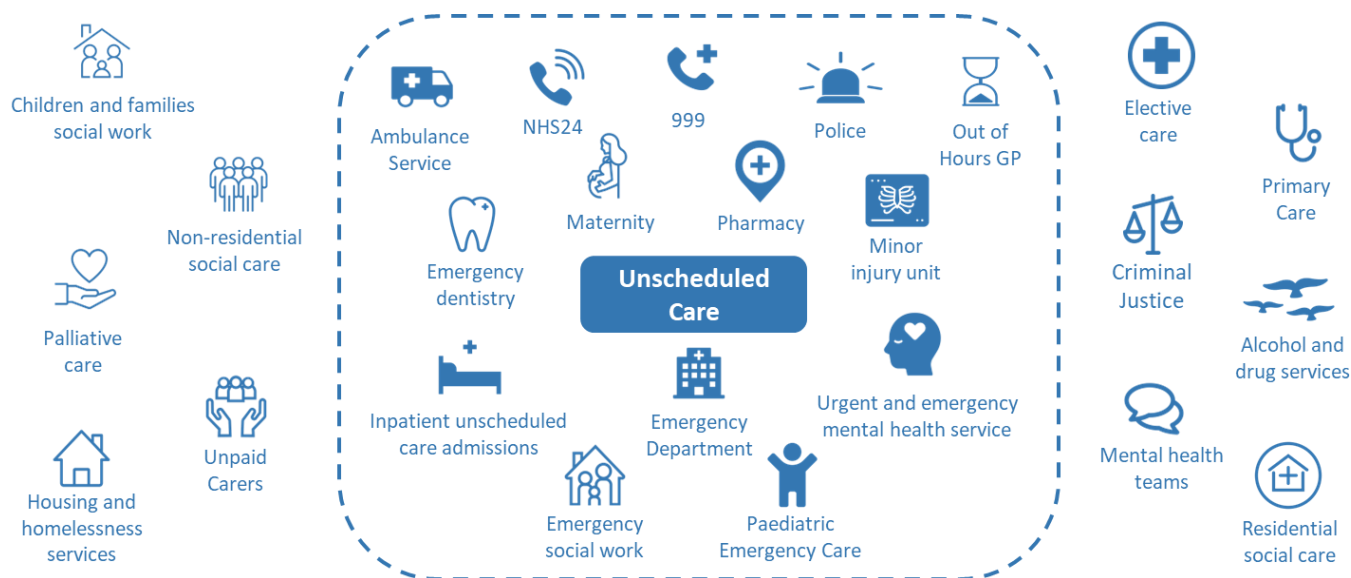 Children and families
social work
Non-residential
social care
Palliative
care
Unpaid
Carers
Housing and
homelessness
services
Ambulance
Service
NHS24
999
Police
Out of
Hours GP
Maternity
Pharmacy
Minor
injury unit
Emergency
dentistry
Unscheduled
Care
Inpatient unscheduled
care admissions
Emergency
Department
Urgent and emergency
mental health service
Emergency
social work
Paediatric
Emergency Care
Elective
care
Primary
Care
Criminal
Justice
Alcohol and
drug services
Mental health
teams
Residential
social care